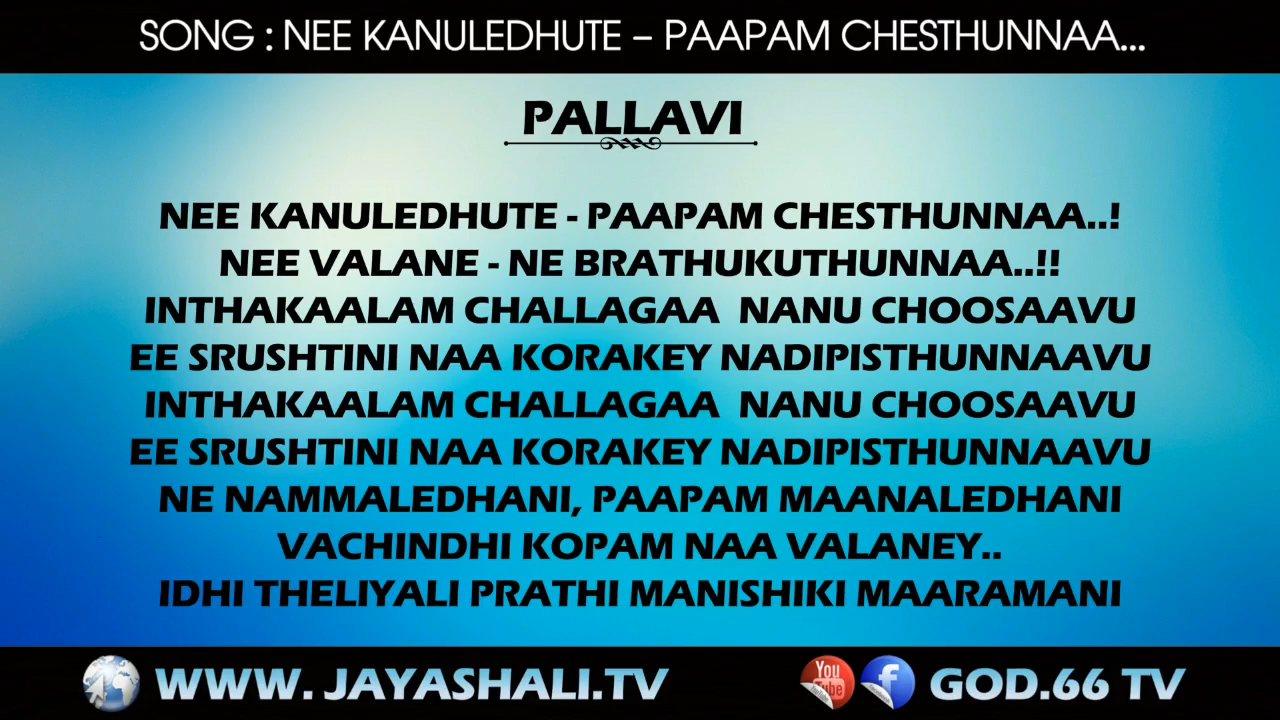 SONG : NEE KANULEDHUTE – PAAPAM CHESTHUNNAA...
PALLAVI
NEE KANULEDHUTE - PAAPAM CHESTHUNNAA..!
NEE VALANE - NE BRATHUKUTHUNNAA..!!
INTHAKAALAM CHALLAGAA NANU CHOOSAAVU
EE SRUSHTINI NAA KORAKEY NADIPISTHUNNAAVU
INTHAKAALAM CHALLAGAA NANU CHOOSAAVU
EE SRUSHTINI NAA KORAKEY NADIPISTHUNNAAVU
NE NAMMALEDHANI, PAAPAM MAANALEDHANI
VACHINDHI KOPAM NAA VALANEY..
IDHI THELIYALI PRATHI MANISHIKI MAARAMANI
WWW. JAYASHALI.TV You Tube f GOD.66 TV